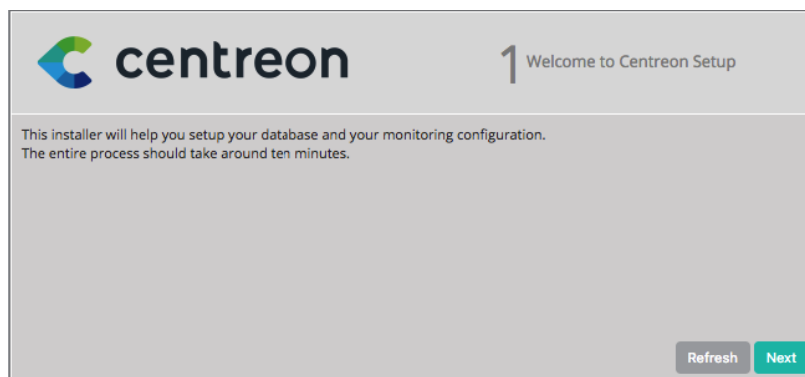 centreon
1 Welcome to Centreon Setup
This installer will help you setup your database and your monitoring configuration.
The entire process should take around ten minutes.
Refresh Next